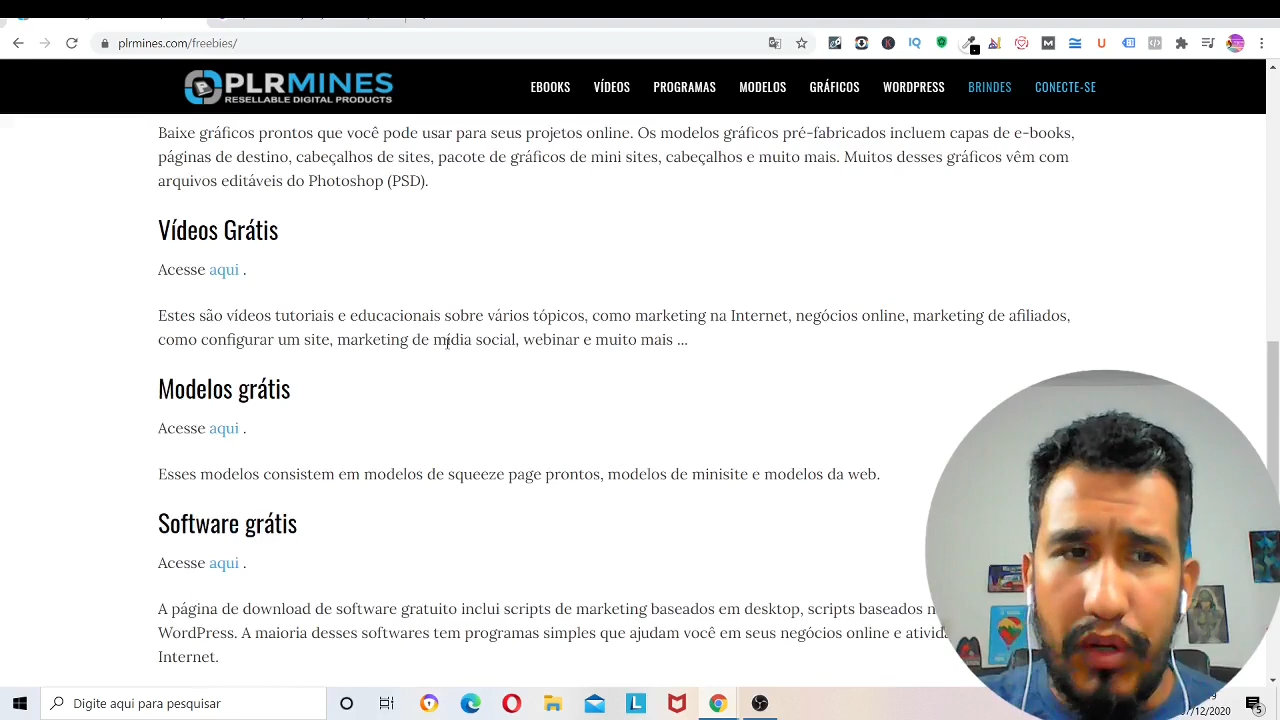 plrmines.com/freebies/
PLRMINES
RESELLABLE DIGITAL PRODUCTS
EBOOKS VÍDEOS PROGRAMAS MODELOS GRÁFICOS WORDPRESS BRINDES CONECTE-SE
Baixe gráficos prontos que você pode usar para seus projetos online. Os modelos gráficos pré-fabricados incluem capas de e-books,
páginas de destino, cabeçalhos de sites, pacote de gráficos de mini sites, cabeçalhos e muito mais. Muitos desses gráficos vêm com
arquivos editáveis do Photoshop (PSD).
Vídeos Grátis
Acesse aqui .
Estes são vídeos tutoriais e educacionais sobre vários tópicos, como marketing na Internet, negócios online, marketing de afiliados,
como configurar um site, marketing de mídia social, webinar e muito mais ...
Modelos grátis
Acesse aqui .
Esses modelos consistem em modelos de squeeze page prontos, modelos de minisite e modelos da web.
Software grátis
Acesse aqui .
A página de download de software gratuito inclui scripts de marketing baseados em desktop, scripts baseados
WordPress. A maioria desses softwares tem programas simples que ajudam você em seus negócios online e
Internet.
Digite aqui para pesquisar
/12/2020
5